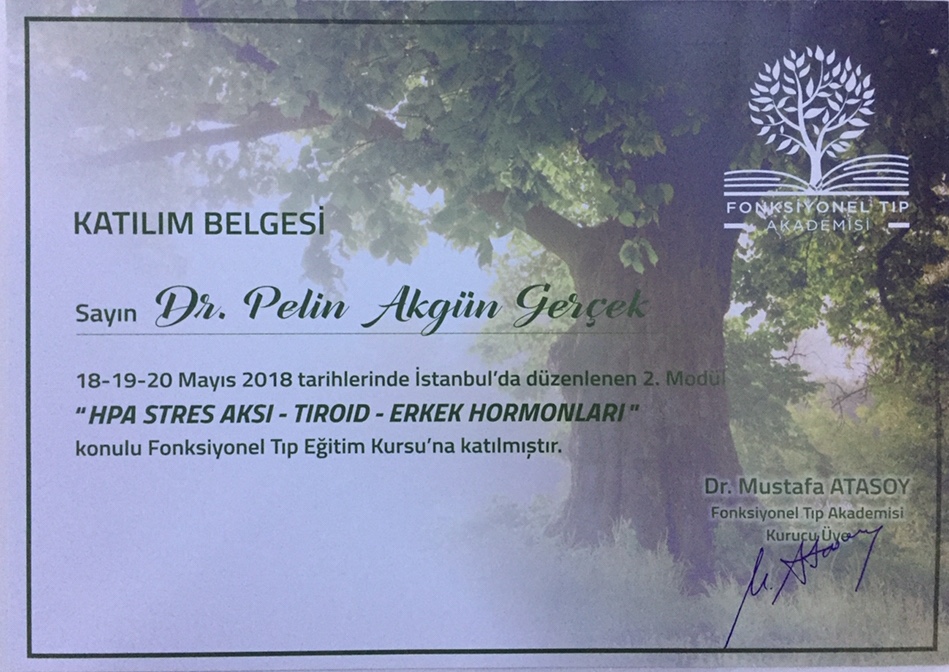 FONKSİYONEL TIP
AKADEMİSİ
KATILIM BELGESİ
Sayın Dr. Pelin Akgün Gerçek
18-19-20 Mayıs 2018 tarihlerinde İstanbul'da düzenlenen 2. Modül
"HPA STRES AKSI - TIROID - ERKEK HORMONLARI"
konulu Fonksiyonel Tıp Eğitim Kursu'na katılmıştır.
Dr. Mustafa ATASOY
Fonksiyonel Tıp Akademisi
Kurucu Üye
M. Atasoy